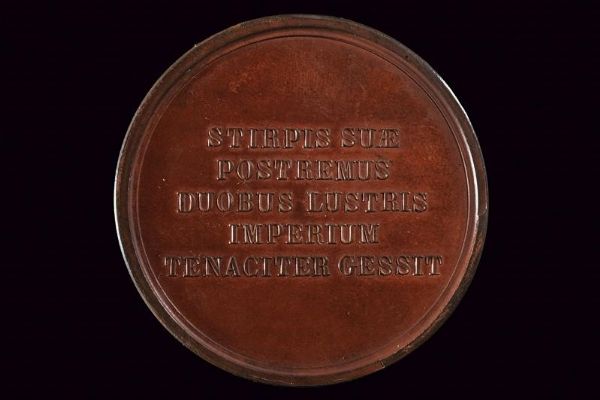 STIRPIS SUÆ
POSTREMUS
DUOBUS LUSTRIS
IMPERIUM
TENACITER GESSIT